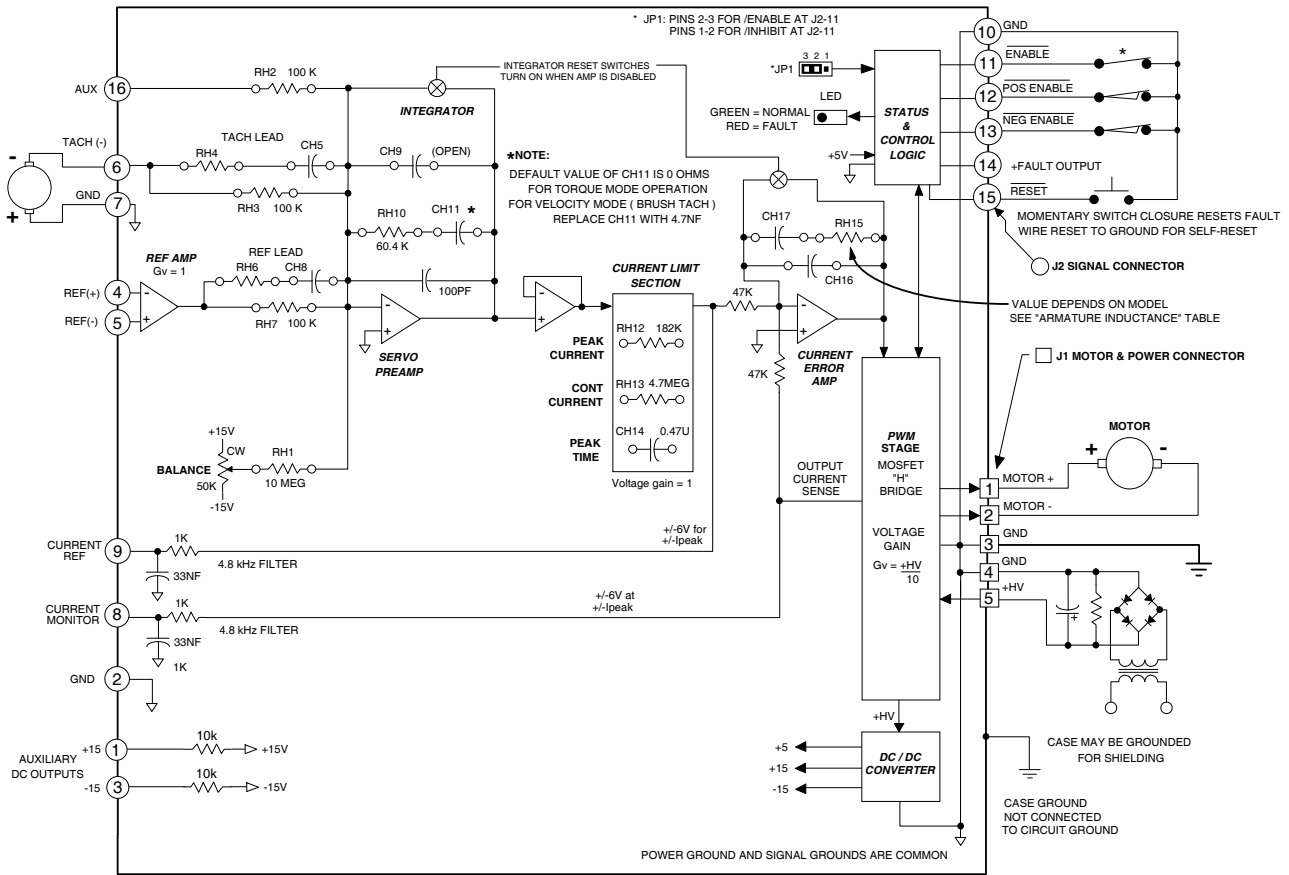 * JP1: PINS 2-3 FOR /ENABLE AT J2-11
PINS 1-2 FOR /INHIBIT AT J2-11
10
GND
11
ENABLE
*
12
POS ENABLE
13
NEG ENABLE
14
+FAULT OUTPUT
15
RESET
MOMENTARY SWITCH CLOSURE RESETS FAULT
WIRE RESET TO GROUND FOR SELF-RESET
J2 SIGNAL CONNECTOR
3 2 1
*JP1
LED
GREEN = NORMAL
RED = FAULT
+5V
STATUS
&
CONTROL
LOGIC
INTEGRATOR RESET SWITCHES
TURN ON WHEN AMP IS DISABLED
INTEGRATOR
AUX
16
RH2
100 K
TACH (-)
-
6
TACH LEAD
RH4
CH5
CH9
(OPEN)
GND
+
7
RH3
100 K
RH10
60.4 K
CH11
*
*NOTE:
DEFAULT VALUE OF CH11 IS 0 OHMS
FOR TORQUE MODE OPERATION
FOR VELOCITY MODE ( BRUSH TACH )
REPLACE CH11 WITH 4.7NF
CH17
RH15
CH16
REF AMP
Gv = 1
REF LEAD
RH6
CH8
100PF
REF(+)
4
-
REF(-)
5
+
RH7
100 K
-
+
SERVO
PREAMP
-
+
CURRENT LIMIT
SECTION
PEAK
CURRENT
RH12
182K
CONT
CURRENT
RH13
4.7MEG
PEAK
TIME
CH14
0.47U
Voltage gain = 1
47K
47K
-
+
CURRENT
ERROR
AMP
VALUE DEPENDS ON MODEL
SEE "ARMATURE INDUCTANCE" TABLE
J1 MOTOR & POWER CONNECTOR
+15V
CW
BALANCE
50K
-15V
RH1
10 MEG
OUTPUT
CURRENT
SENSE
PWM
STAGE
MOSFET
"H"
BRIDGE
VOLTAGE
GAIN
Gv = +HV
10
MOTOR
+
-
1
MOTOR +
2
MOTOR -
3
GND
4
GND
5
+HV
+
CURRENT
REF
9
1K
33NF
4.8 kHZ FILTER
+/-6V for
+/-Ipeak
CURRENT
MONITOR
8
1K
33NF
1K
4.8 kHZ FILTER
+/-6V at
+/-Ipeak
GND
2
AUXILIARY
DC OUTPUTS
+15
1
10k
+15V
-15
3
10k
-15V
+HV
DC / DC
CONVERTER
+5
+15
-15
CASE MAY BE GROUNDED
FOR SHIELDING
CASE GROUND
NOT CONNECTED
TO CIRCUIT GROUND
POWER GROUND AND SIGNAL GROUNDS ARE COMMON